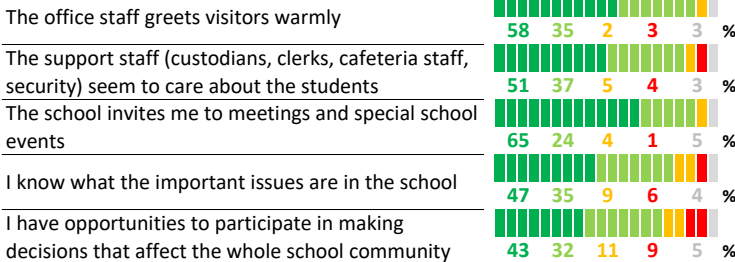 The office staff greets visitors warmly
58 35 2 3 3 %
The support staff (custodians, clerks, cafeteria staff,
security) seem to care about the students
51 37 5 4 3 %
The school invites me to meetings and special school
events
65 24 4 1 5 %
I know what the important issues are in the school
47 35 9 6 4 %
I have opportunities to participate in making
decisions that affect the whole school community
43 32 11 9 5 %